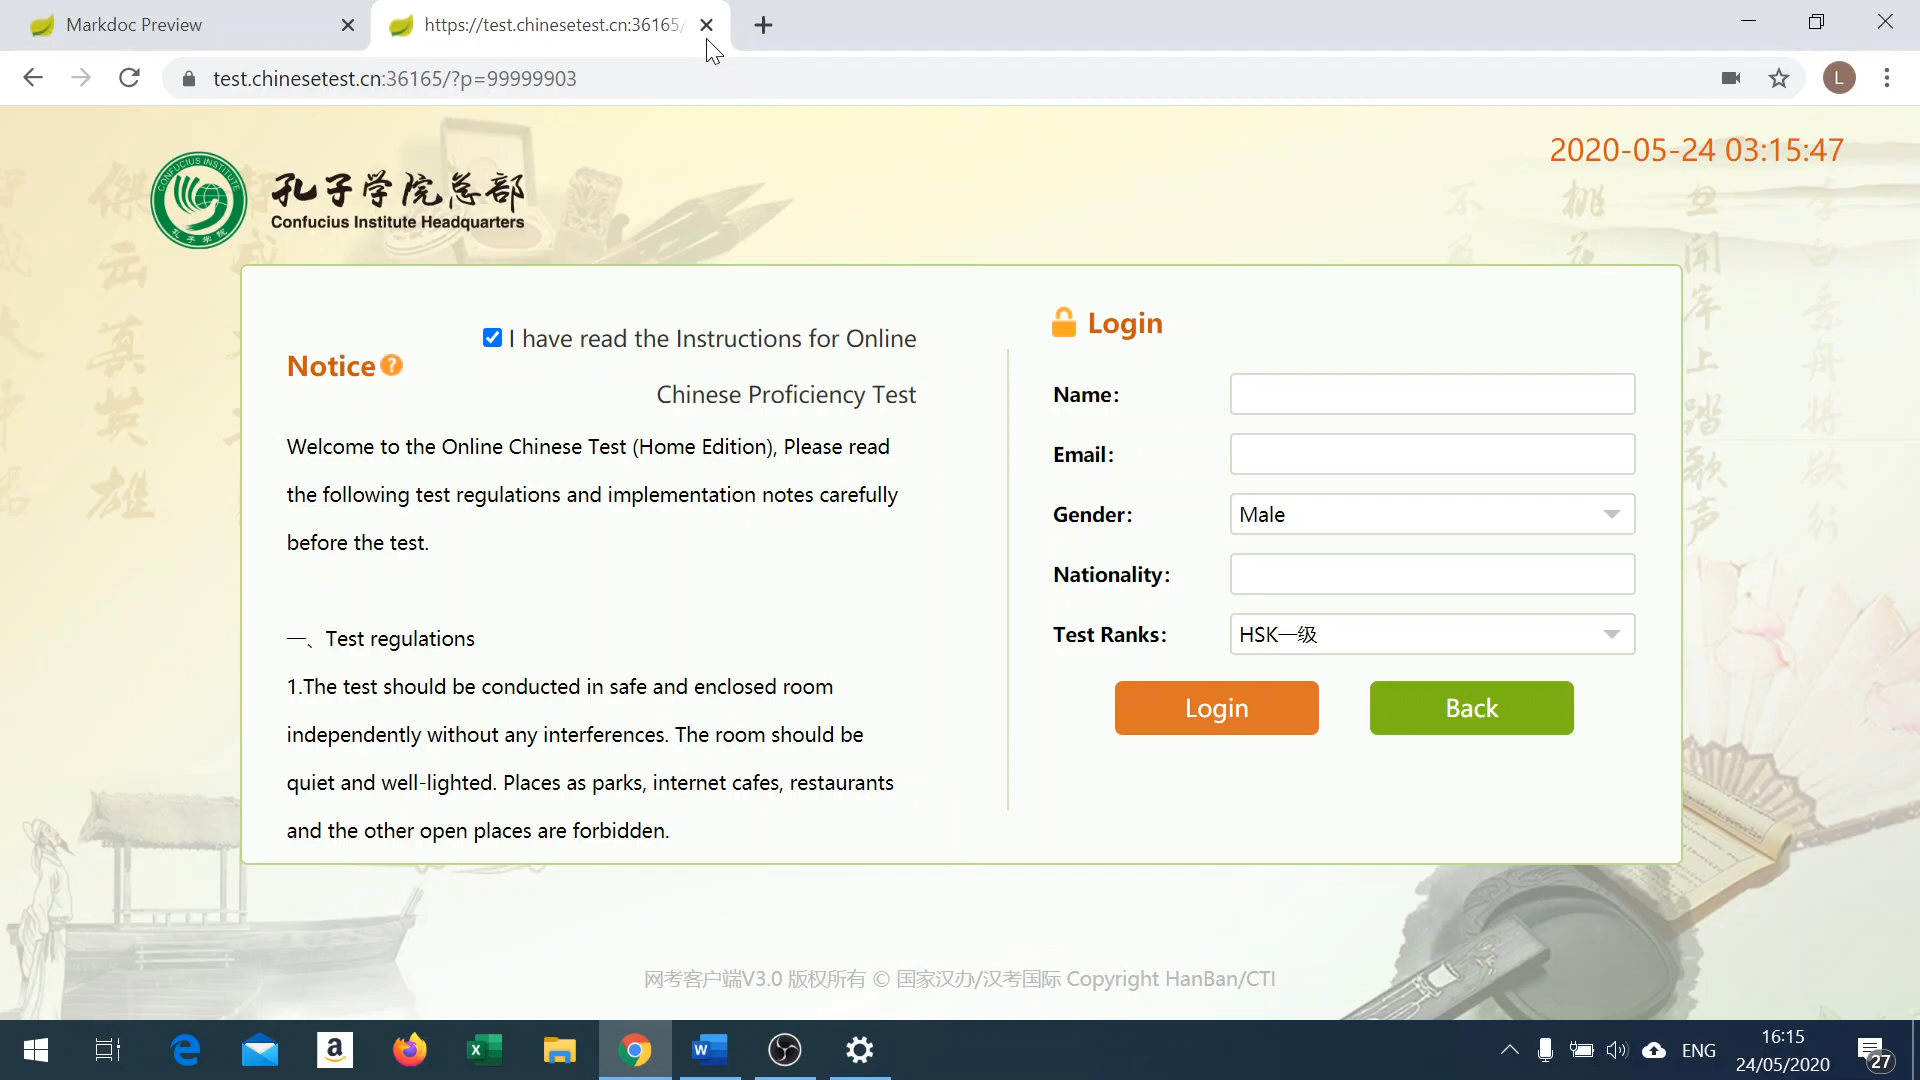 Markdoc Preview
https://test.chinesetest.cn:36165/
test.chinesetest.cn:36165/?p=99999903
L
2020-05-24 03:15:47
CONFUCIUS INSTITUTE
孔子学院
孔子学院总部
Confucius Institute Headquarters
Notice
I have read the Instructions for Online
Chinese Proficiency Test
Welcome to the Online Chinese Test (Home Edition), Please read
the following test regulations and implementation notes carefully
before the test.
一、Test regulations
1.The test should be conducted in safe and enclosed room
independently without any interferences. The room should be
quiet and well-lighted. Places as parks, internet cafes, restaurants
and the other open places are forbidden.
Login
Name:
Email:
Gender:
Male
Nationality:
Test Ranks:
HSK一级
Login
Back
网考客户端V3.0 版权所有 © 国家汉办/汉考国际 Copyright HanBan/CTI
ENG
16:15
24/05/2020
27